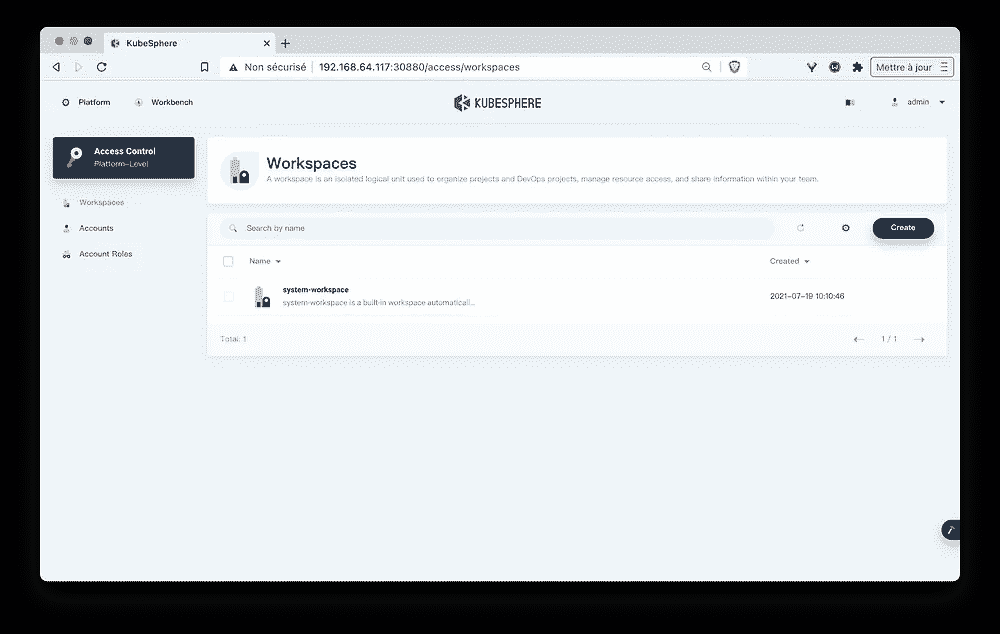 KubeSphere
Non sécurisé 192.168.64.117:30880/access/workspaces
Mettre à jour
Platform
Workbench
KUBESPHERE
admin
Access Control
Platform-Level
Workspaces
Accounts
Account Roles
Workspaces
A workspace is an isolated logical unit used to organize projects and DevOps projects, manage resource access, and share information within your team.
Search by name
Create
Name
Created
system-workspace
system-workspace is a built-in workspace automaticall...
2021-07-19 10:10:46
Total: 1
1 / 1